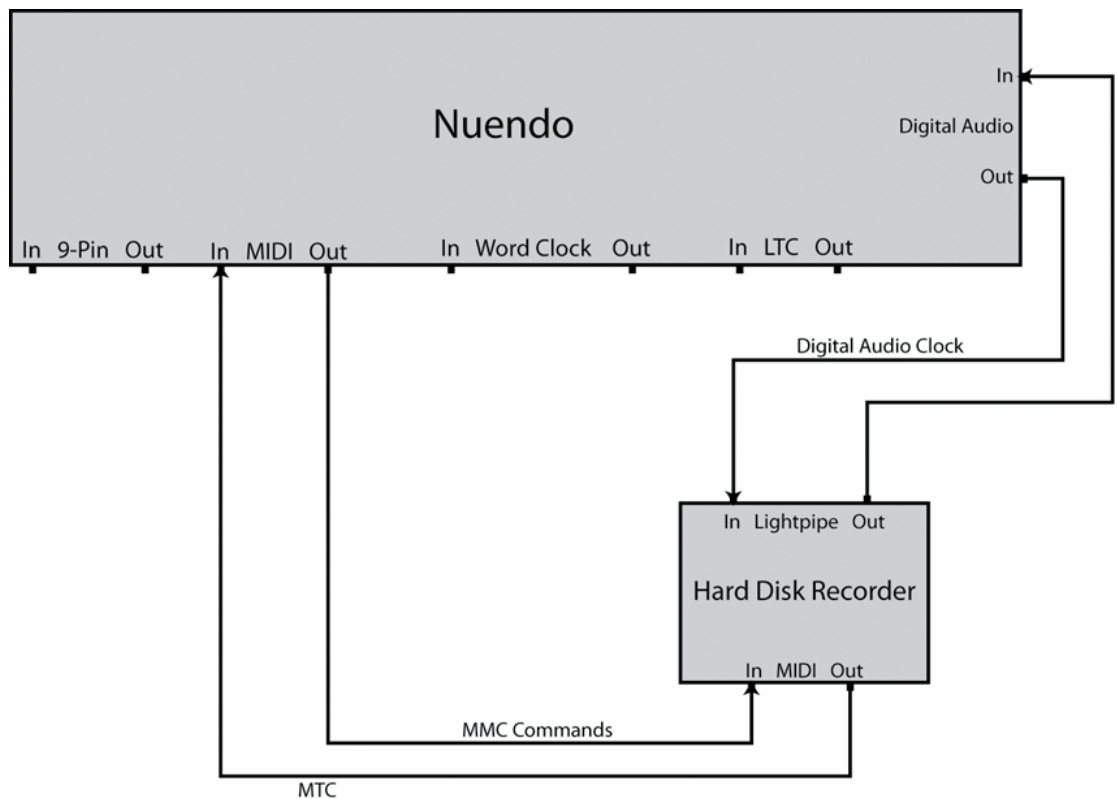 In
Nuendo
Digital Audio
Out
In 9-Pin Out In MIDI Out In Word Clock Out In LTC Out
Digital Audio Clock
In Lightpipe Out
Hard Disk Recorder
In MIDI Out
MMC Commands
MTC